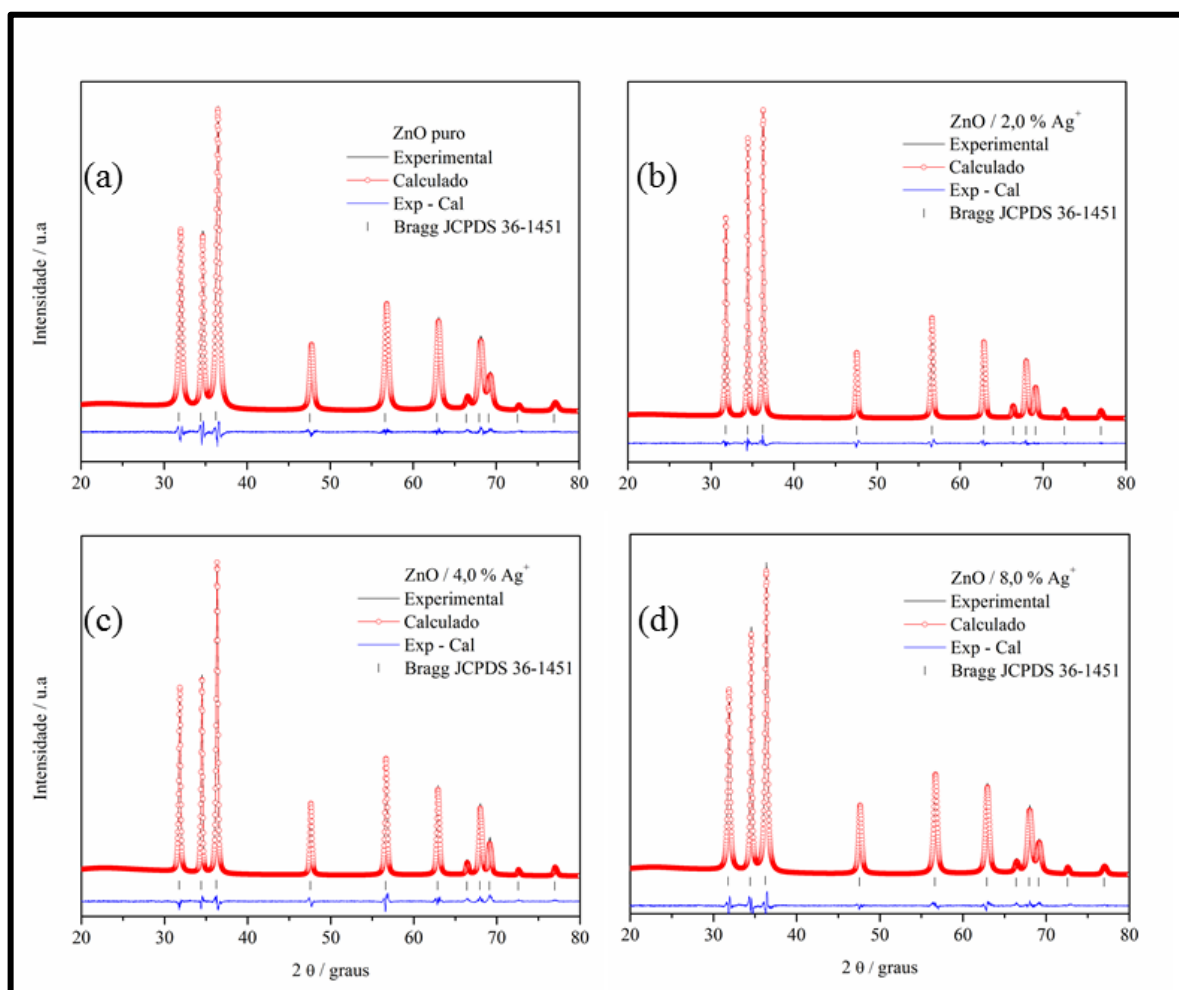 (a)
ZnO puro
Experimental
Calculado
Exp - Cal
Bragg JCPDS 36-1451
Intensidade / u.a
20 30 40 50 60 70 80
(b)
ZnO / 2,0 % Ag+
Experimental
Calculado
Exp - Cal
Bragg JCPDS 36-1451
20 30 40 50 60 70 80
(c)
ZnO / 4,0 % Ag+
Experimental
Calculado
Exp - Cal
Bragg JCPDS 36-1451
Intensidade / u.a
20 30 40 50 60 70 80
2 θ / graus
(d)
ZnO / 8,0 % Ag+
Experimental
Calculado
Exp - Cal
Bragg JCPDS 36-1451
20 30 40 50 60 70 80
2 θ / graus